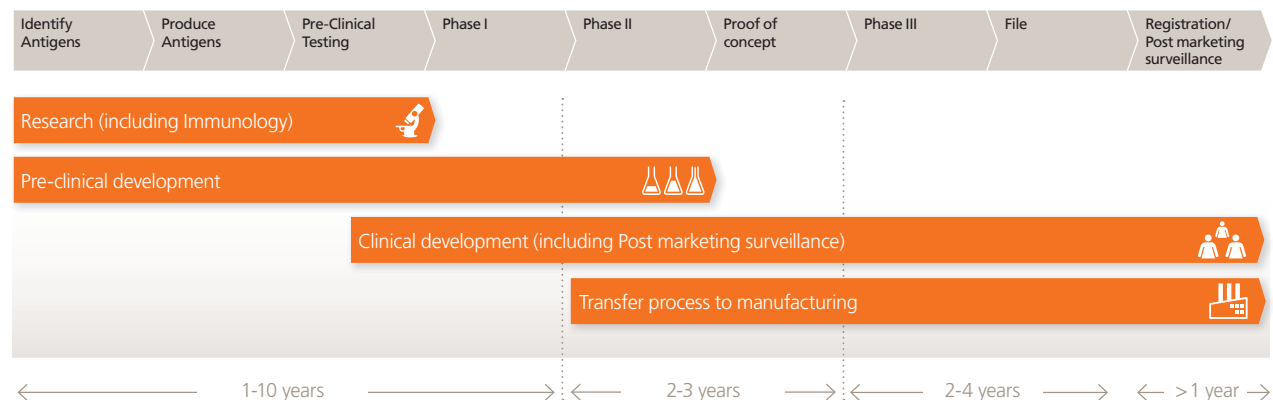 Identify
Antigens
Produce
Antigens
Pre-Clinical
Testing
Phase I
Phase II
Proof of
concept
Phase III
File
Registration/
Post marketing
surveillance
Research (including Immunology)
Pre-clinical development
Clinical development (including Post marketing surveillance)
Transfer process to manufacturing
1-10 years
2-3 years
2-4 years
>1 year